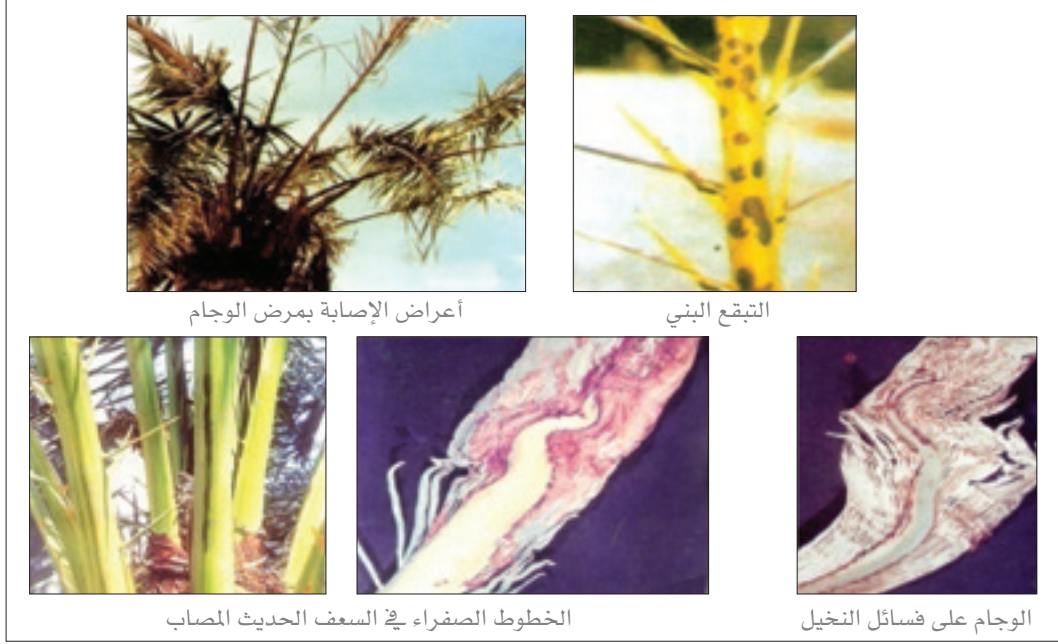 أعراض الإصابة بمرض الوجام
التبقع البني
الخطوط الصفراء في السعف الحديث المصاب
الوجام على فسائل النخيل